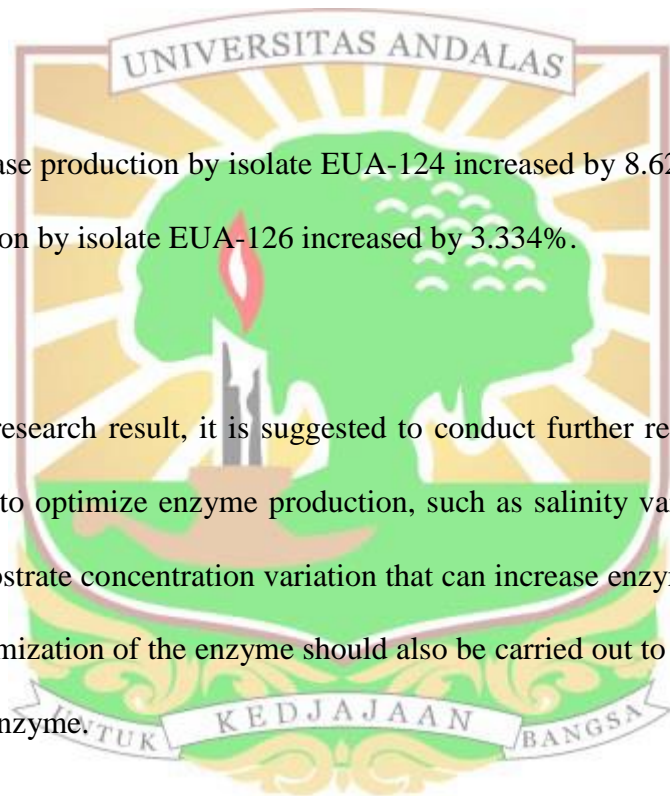 UNIVERSITAS ANDALAS
ase production by isolate EUA-124 increased by 8.62
on by isolate EUA-126 increased by 3.334%.
research result, it is suggested to conduct further re
to optimize enzyme production, such as salinity va
strate concentration variation that can increase enzy
mization of the enzyme should also be carried out to
nzyme.
UNTUK KEDJAJAAN BANGSA